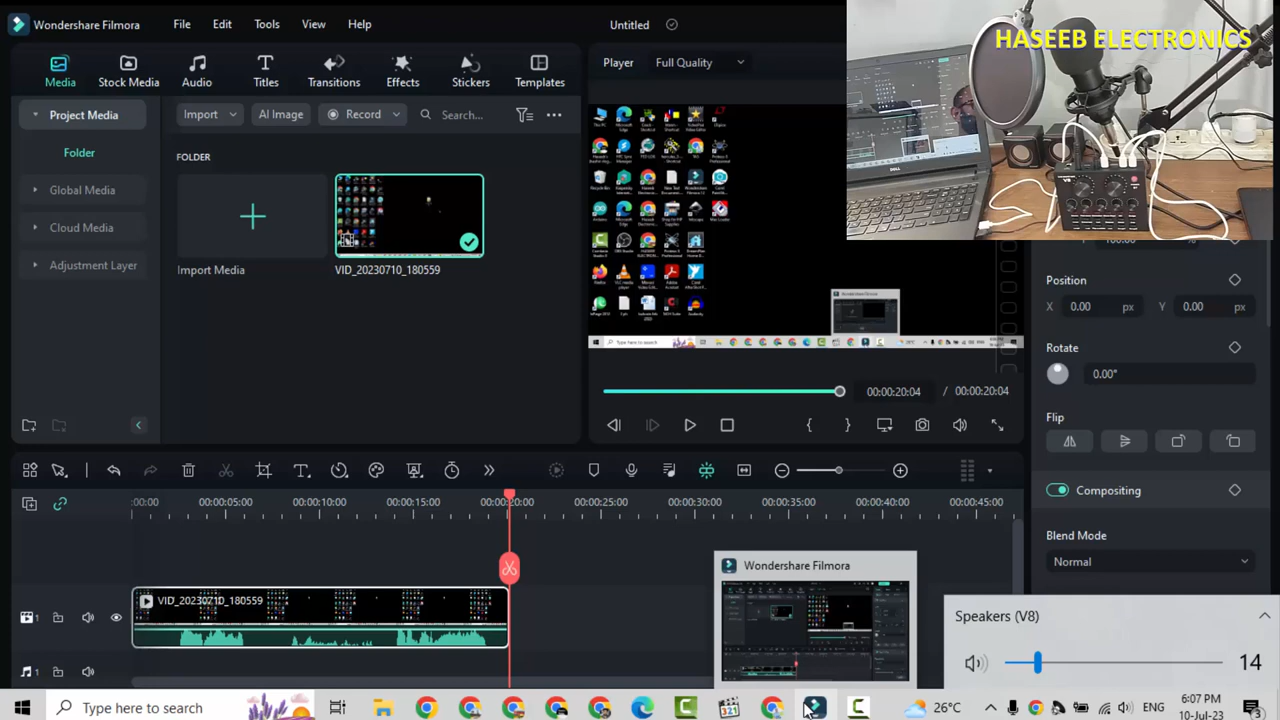 Wondershare Filmora
File
Edit
Tools
View
Help
Untitled
HASEEB ELECTRONICS
Media
Stock Media
Audio
Titles
Transitions
Effects
Stickers
Templates
Player
Full Quality
Import
AI Image
Record
Search...
Folder
FOLDER
Global Media
Adjustment Layer
Import Media
VID_20230710_180559
Position
X 0.00 px Y 0.00 px
Rotate
0.00°
Flip
00:00:20:04 / 00:00:20:04
Compositing
Blend Mode
Normal
:00:00
00:00:05:00
00:00:10:00
00:00:15:00
00:00:20:00
00:00:25:00
00:00:30:00
00:00:35:00
00:00:40:00
00:00:45:00
VID_20230710_180559
Wondershare Filmora
Speakers (V8)
14
Type here to search
26°C
ENG
6:07 PM
10-Jul-23
3